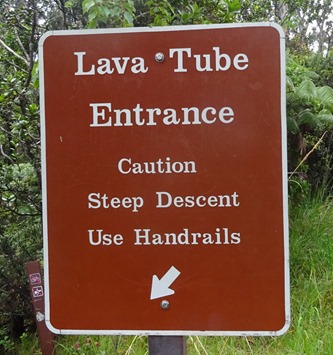 Lava Tube
Entrance
Caution
Steep Descent
Use Handrails